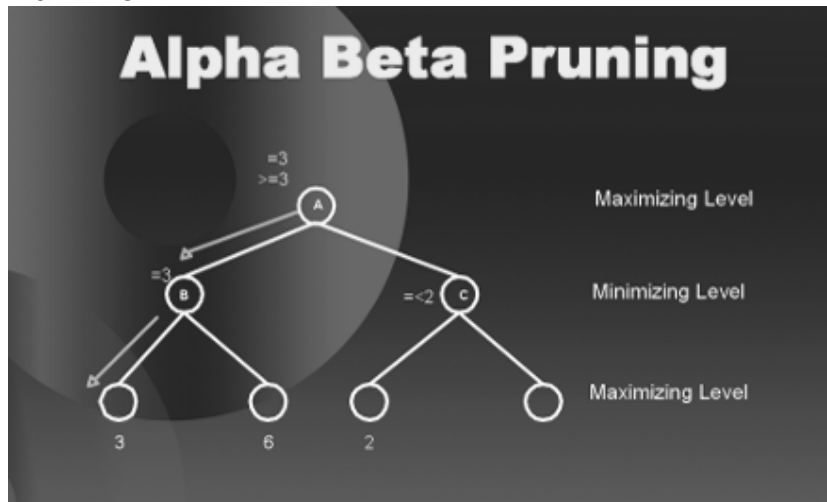 Alpha Beta Pruning
=3
>=3
A
Maximizing Level
=3
B
=<2
C
Minimizing Level
Maximizing Level
3
6
2